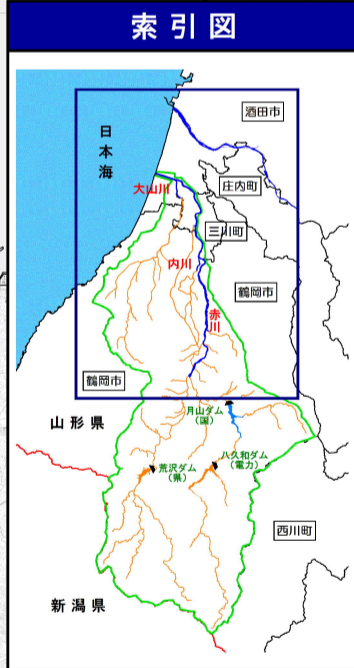 索引図
酒田市
日本海
庄内町
大山川
三川町
内川
鶴岡市
赤川
鶴岡市
月山ダム
（国）
山形県
八久和ダム
（電力）
荒沢ダム
（県）
西川町
新潟県